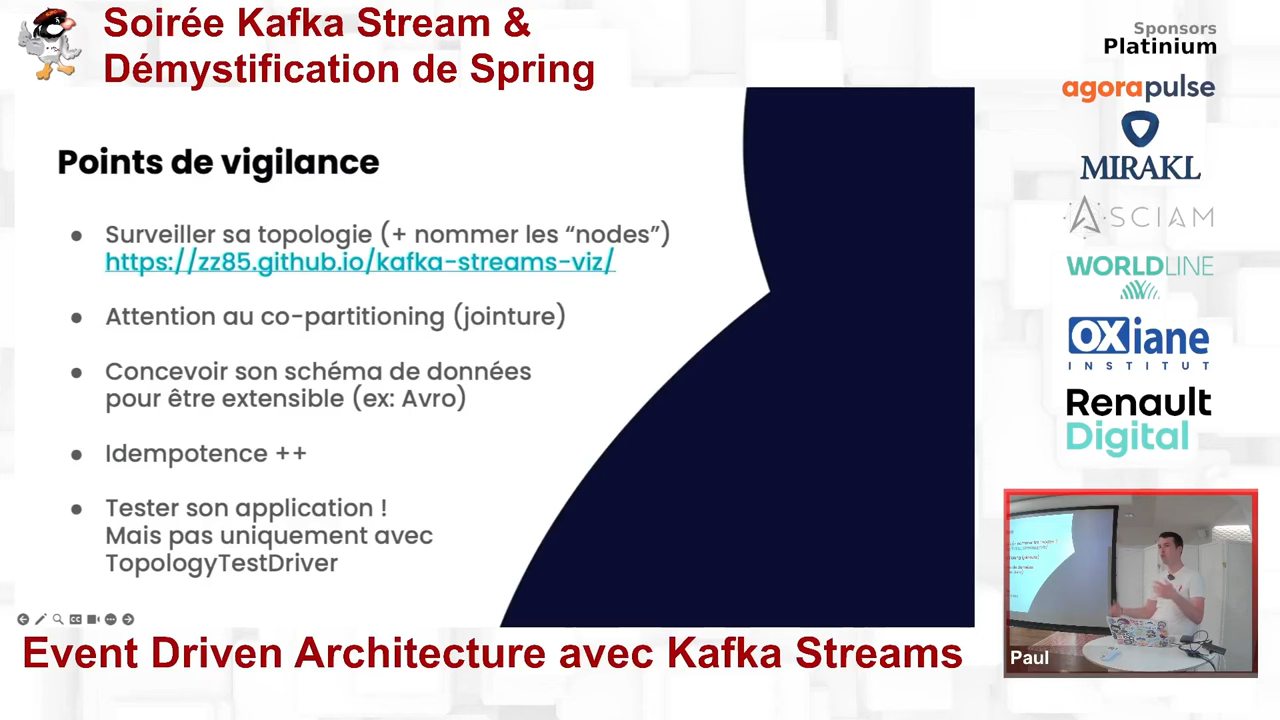 Soirée Kafka Stream &
Démystification de Spring
Sponsors
Platinium
agorapulse
MIRAKL
ASCIAM
WORLDLINE
OXiane
INSTITUT
Renault
Digital
Points de vigilance
● Surveiller sa topologie (+ nommer les “nodes”)
https://zz85.github.io/kafka-streams-viz/
● Attention au co-partitioning (jointure)
● Concevoir son schéma de données
pour être extensible (ex: Avro)
● Idempotence ++
● Tester son application !
Mais pas uniquement avec
TopologyTestDriver
Event Driven Architecture avec Kafka Streams
Paul